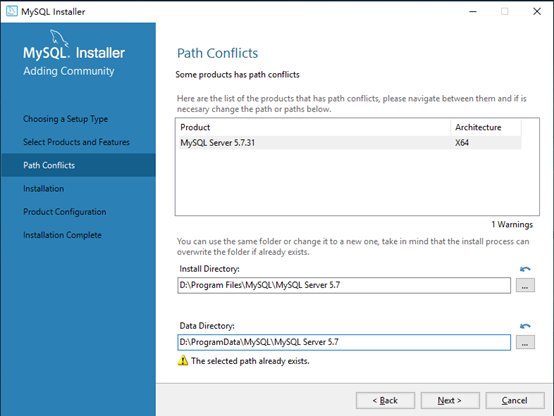 MySQL Installer
MySQL. Installer
Adding Community
Choosing a Setup Type
Select Products and Features
Path Conflicts
Installation
Product Configuration
Installation Complete
Path Conflicts
Some products has path conflicts
Here are the list of the products that has path conflicts, please navigate between them and if is
necesary change the path or paths below.
Product Architecture
MySQL Server 5.7.31 X64
1 Warnings
You can use the same folder or change it to a new one, take in mind that the install process can
overwrite the folder if already exists.
Install Directory:
D:\Program Files\MySQL\MySQL Server 5.7 ...
Data Directory:
D:\ProgramData\MySQL\MySQL Server 5.7 ...
The selected path already exists.
< Back Next > Cancel